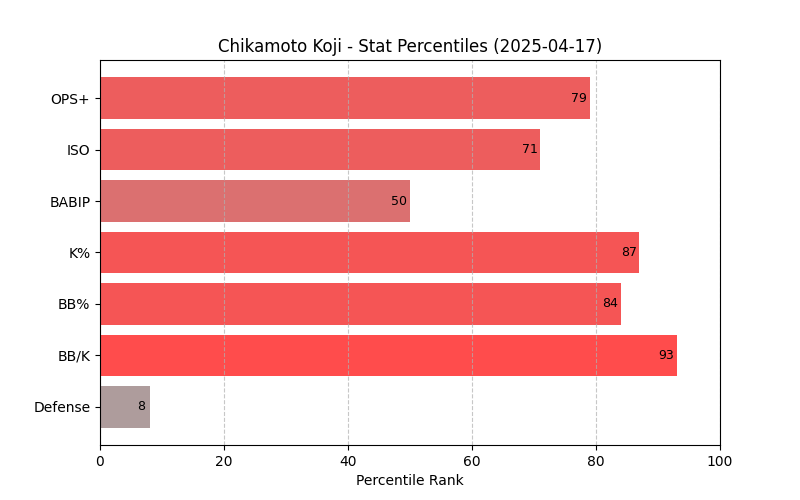 Chikamoto Koji - Stat Percentiles (2025-04-17)
OPS+ 79
ISO 71
BABIP 50
K% 87
BB% 84
BB/K 93
Defense 8
0 20 40 60 80 100
Percentile Rank